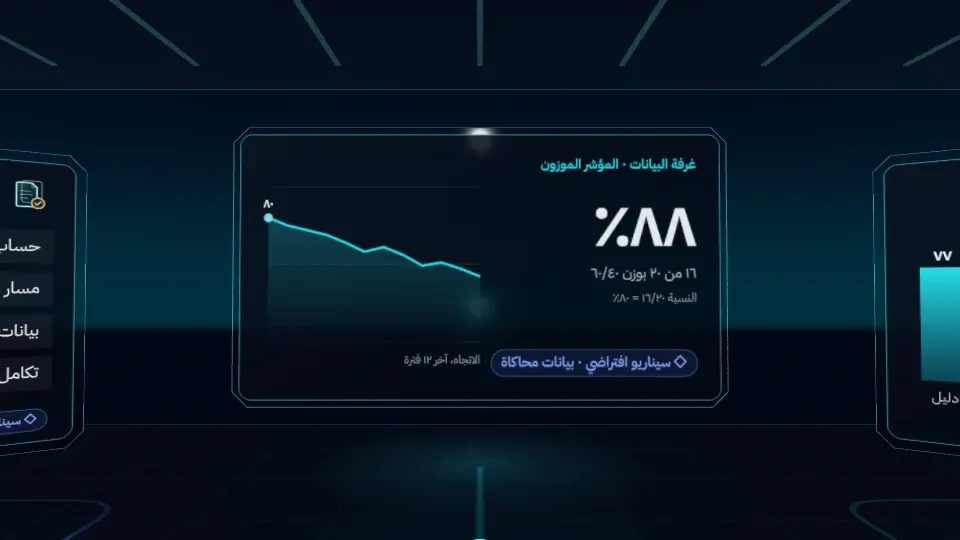 غرفة البيانات · المؤشر الموزون
٨٨٪
١٦ من ٢٠ بوزن ٦٠/٤٠
النسبة ١٦/٢٠ = ٨٠٪
◇ سيناريو افتراضي · بيانات محاكاة
٨٠
الاتجاه، آخر ١٢ فترة
٧٧
دليل
حساب
مسار
بيانات
تكامل